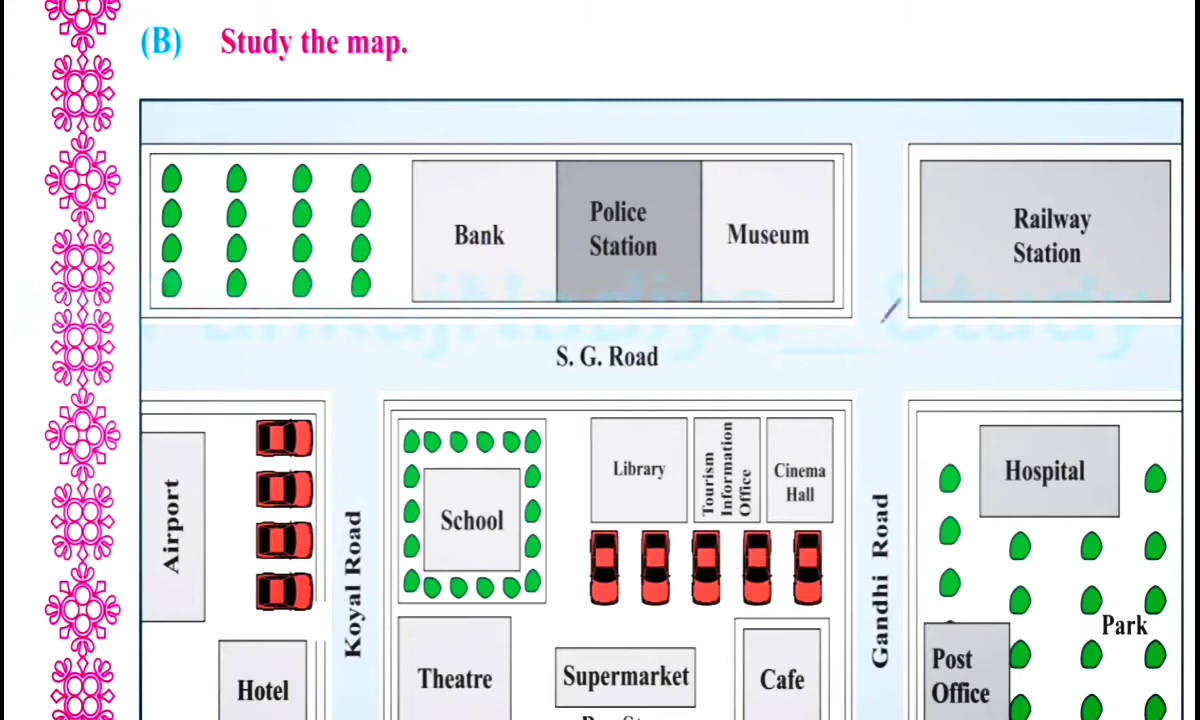 (B) Study the map.
Bank
Police
Station
Museum
Railway
Station
S. G. Road
Airport
Koyal Road
School
Library
Tourism
Information
Office
Cinema
Hall
Gandhi Road
Hospital
Park
Hotel
Theatre
Supermarket
Cafe
Post
Office